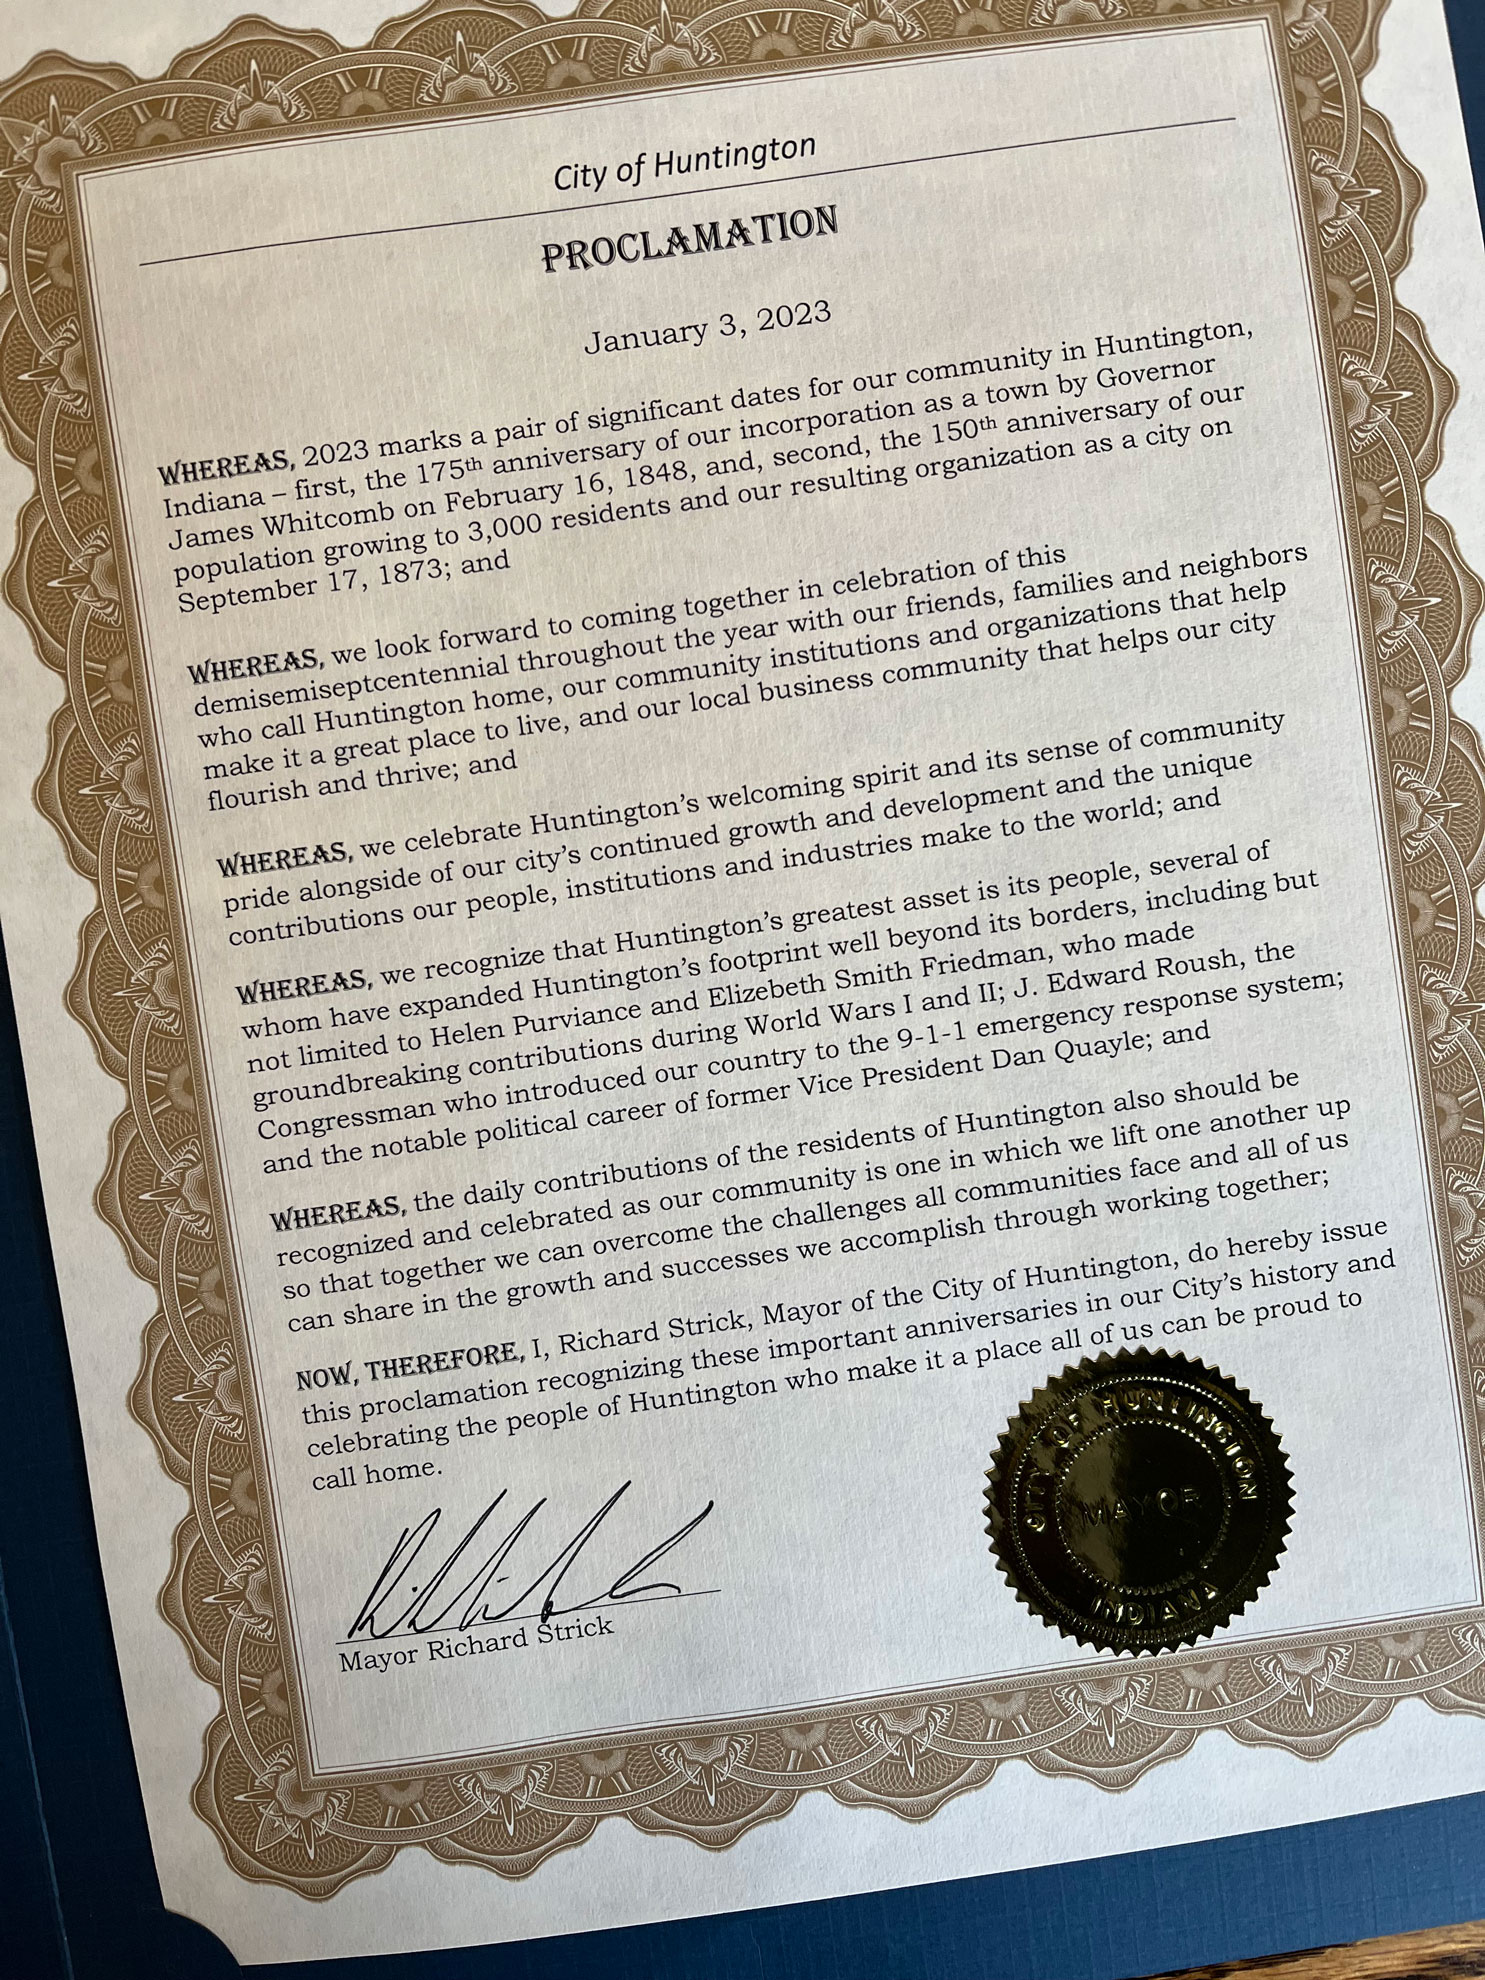 City of Huntington
PROCLAMATION
January 3, 2023
WHEREAS, 2023 marks a pair of significant dates for our community in Huntington,
Indiana – first, the 175th anniversary of our incorporation as a town by Governor
James Whitcomb on February 16, 1848, and, second, the 150th anniversary of our
population growing to 3,000 residents and our resulting organization as a city on
September 17, 1873; and
WHEREAS, we look forward to coming together in celebration of this
demisemiseptcentennial throughout the year with our friends, families and neighbors
who call Huntington home, our community institutions and organizations that help
make it a great place to live, and our local business community that helps our city
flourish and thrive; and
WHEREAS, we celebrate Huntington’s welcoming spirit and its sense of community
pride alongside of our city’s continued growth and development and the unique
contributions our people, institutions and industries make to the world; and
WHEREAS, we recognize that Huntington’s greatest asset is its people, several of
whom have expanded Huntington’s footprint well beyond its borders, including but
not limited to Helen Purviance and Elizebeth Smith Friedman, who made
groundbreaking contributions during World Wars I and II; J. Edward Roush, the
Congressman who introduced our country to the 9-1-1 emergency response system;
and the notable political career of former Vice President Dan Quayle; and
WHEREAS, the daily contributions of the residents of Huntington also should be
recognized and celebrated as our community is one in which we lift one another up
so that together we can overcome the challenges all communities face and all of us
can share in the growth and successes we accomplish through working together;
NOW, THEREFORE, I, Richard Strick, Mayor of the City of Huntington, do hereby issue
this proclamation recognizing these important anniversaries in our City’s history and
celebrating the people of Huntington who make it a place all of us can be proud to
call home.
Mayor Richard Strick
CITY OF HUNTINGTON
MAYOR
INDIANA